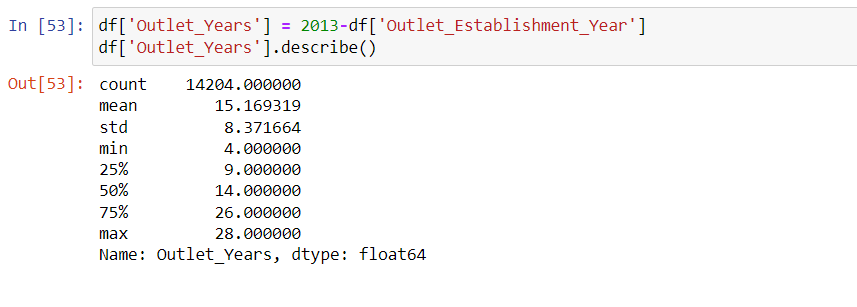 In [53]: df['Outlet_Years'] = 2013-df['Outlet_Establishment_Year']
df['Outlet_Years'].describe()
Out[53]: count    14204.000000
mean        15.169319
std          8.371664
min          4.000000
25%          9.000000
50%         14.000000
75%         26.000000
max         28.000000
Name: Outlet_Years, dtype: float64